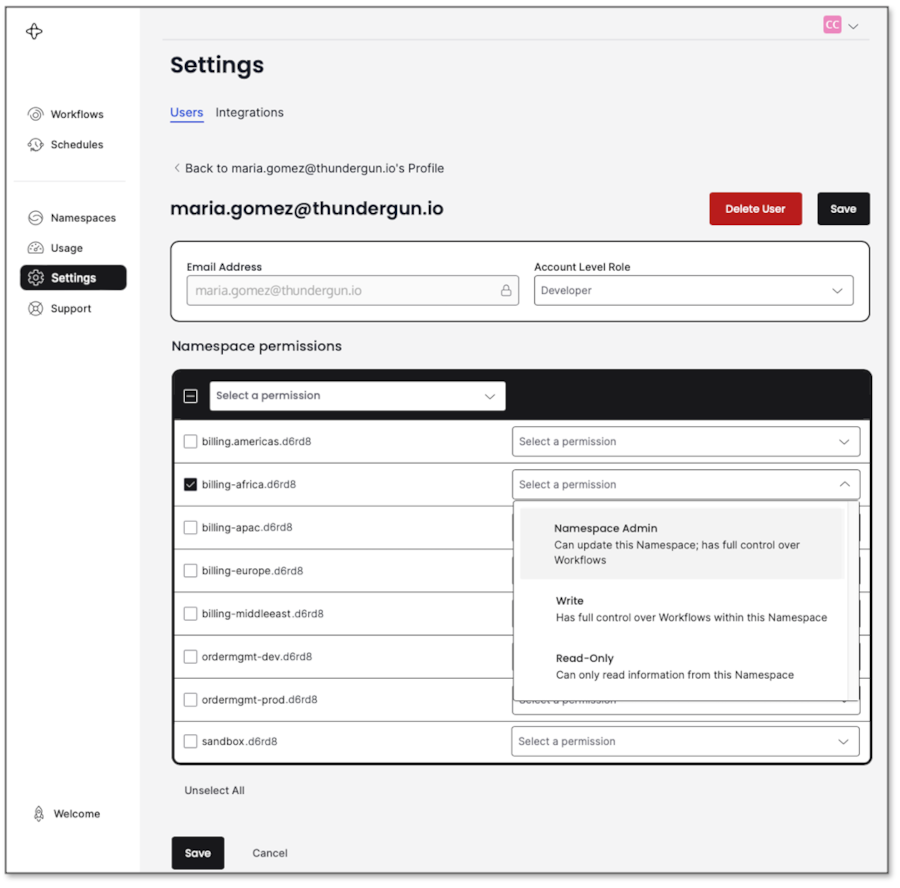 CC
Settings
Workflows
Schedules
Namespaces
Usage
Settings
Support
Welcome
Users Integrations
Back to maria.gomez@thundergun.io's Profile
maria.gomez@thundergun.io
Delete User
Save
Email Address
maria.gomez@thundergun.io
Account Level Role
Developer
Namespace permissions
Select a permission
billing.americas.d6rd8
Select a permission
billing-africa.d6rd8
Select a permission
Namespace Admin
Can update this Namespace; has full control over
Workflows
Write
Has full control over Workflows within this Namespace
Read-Only
Can only read information from this Namespace
billing-apac.d6rd8
billing-europe.d6rd8
billing-middleeast.d6rd8
ordermgmt-dev.d6rd8
ordermgmt-prod.d6rd8
Select a permission
sandbox.d6rd8
Select a permission
Unselect All
Save
Cancel